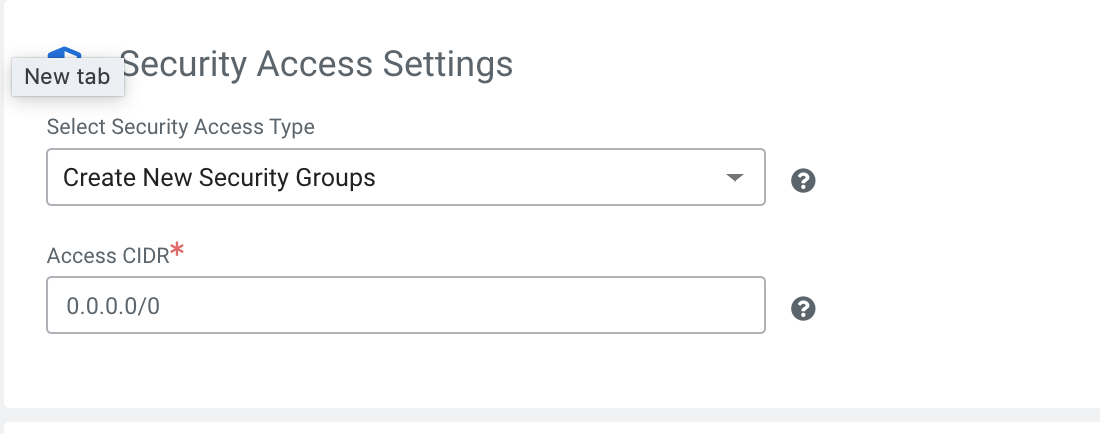 Security Access Settings
New tab
Select Security Access Type
Create New Security Groups
?
Access CIDR*
0.0.0.0/0
?